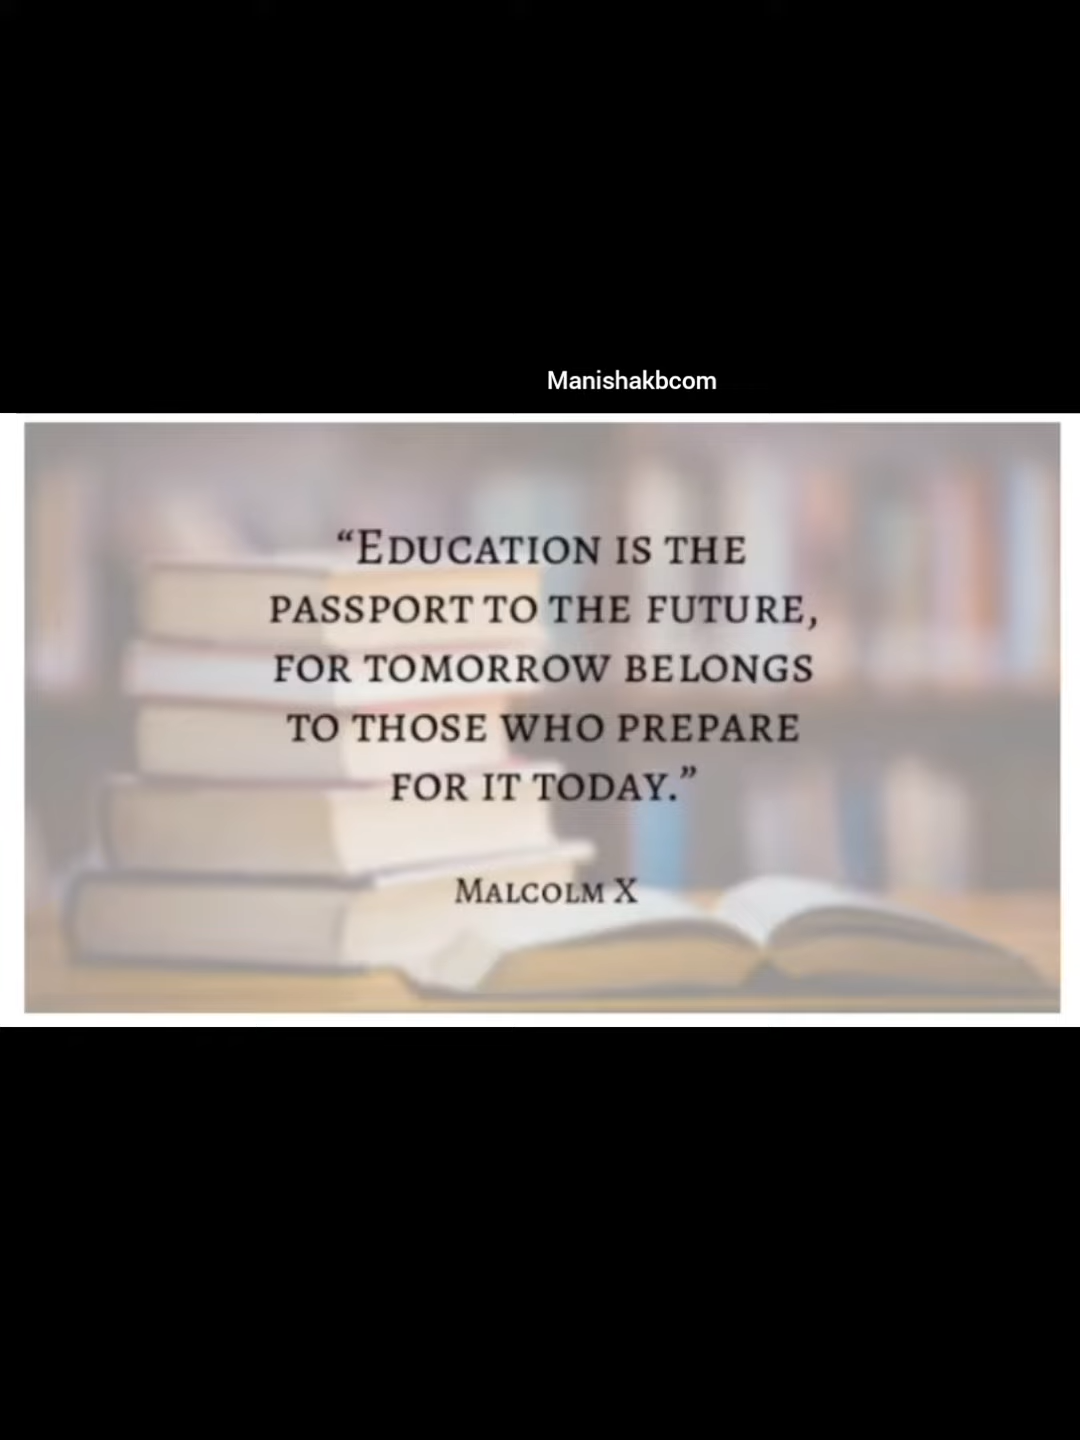 Manishakbcom
“EDUCATION IS THE
PASSPORT TO THE FUTURE,
FOR TOMORROW BELONGS
TO THOSE WHO PREPARE
FOR IT TODAY.”
MALCOLM X